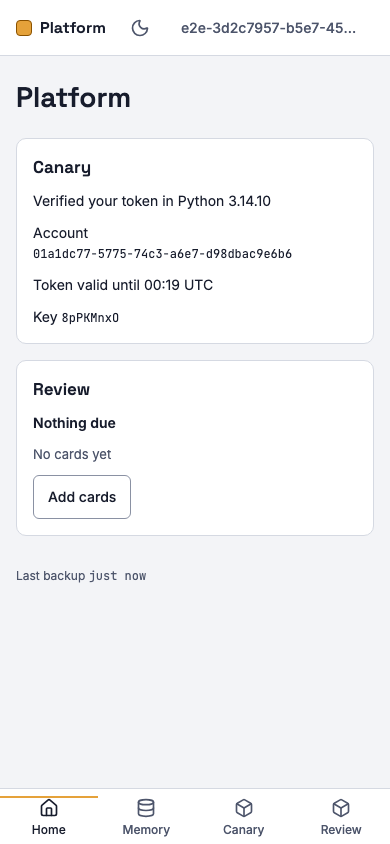 Platform
e2e-3d2c7957-b5e7-45...
Platform
Canary
Verified your token in Python 3.14.10
Account
01a1dc77-5775-74c3-a6e7-d98dbac9e6b6
Token valid until 00:19 UTC
Key 8pPKMnxO
Review
Nothing due
No cards yet
Add cards
Last backup just now
Home
Memory
Canary
Review